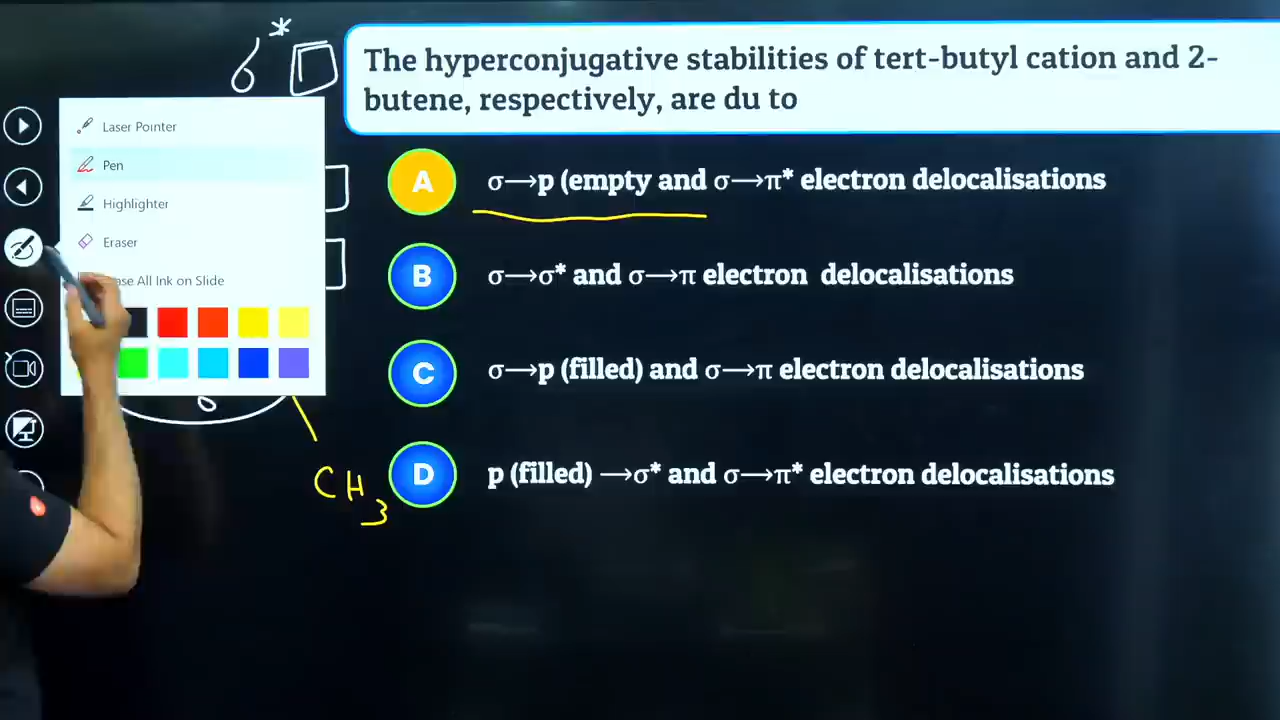 σ*
The hyperconjugative stabilities of tert-butyl cation and 2-
butene, respectively, are du to
Laser Pointer
Pen
Highlighter
Eraser
ase All Ink on Slide
A σ→p (empty and σ→π* electron delocalisations
B σ→σ* and σ→π electron delocalisations
C σ→p (filled) and σ→π electron delocalisations
D p (filled) →σ* and σ→π* electron delocalisations
CH3